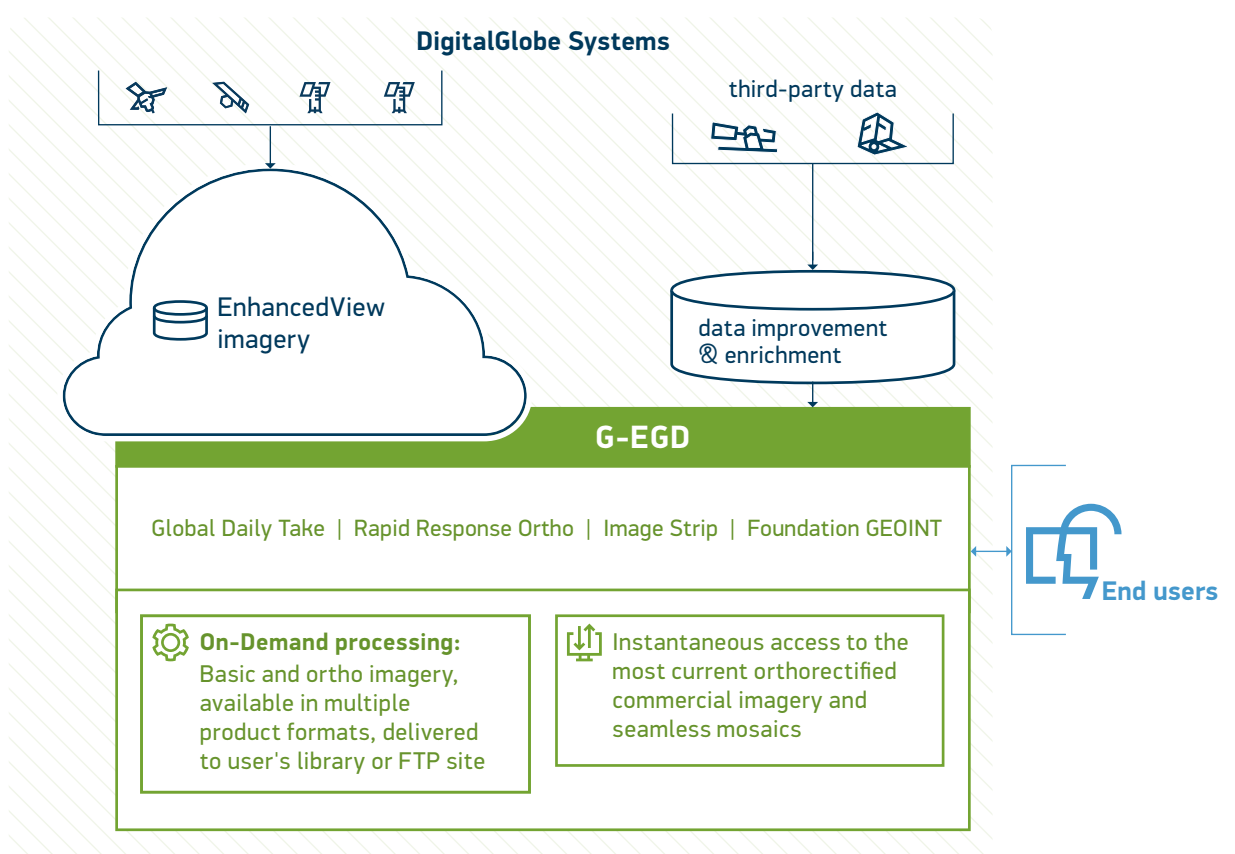 DigitalGlobe Systems
third-party data
EnhancedView
imagery
data improvement
& enrichment
G-EGD
Global Daily Take | Rapid Response Ortho | Image Strip | Foundation GEOINT
End users
On-Demand processing:
Basic and ortho imagery,
available in multiple
product formats, delivered
to user's library or FTP site
Instantaneous access to the
most current orthorectified
commercial imagery and
seamless mosaics